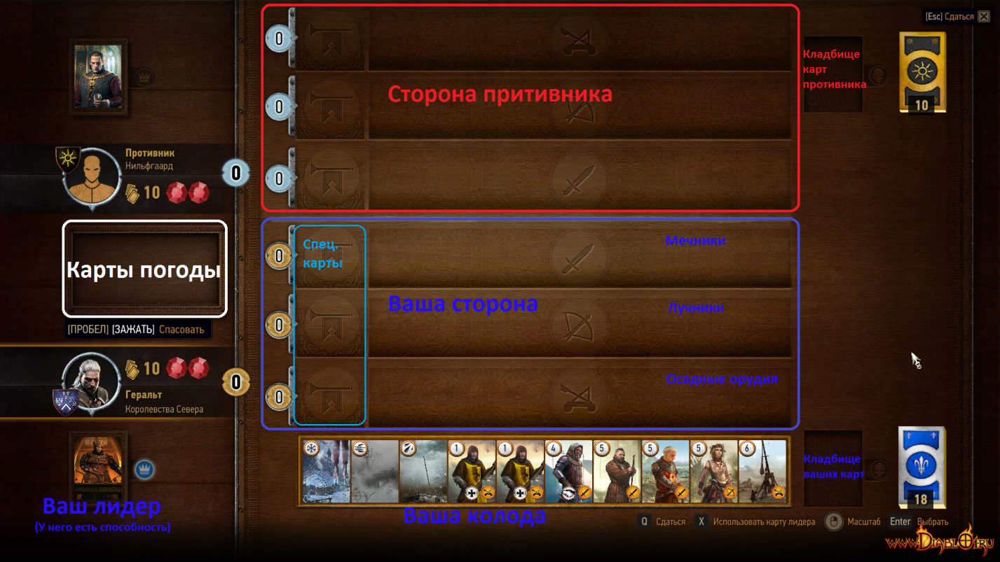 [Esc] Сдаться
0
Кладбище
карт
противника
Сторона притивника
0
10
Противник
Нильфгаард
10
0
0
Карты погоды
0
Спец.
карты
Мечники
Ваша сторона
Лучники
0
[ПРОБЕЛ] [ЗАЖАТЬ] Спасовать
10
0
Геральт
Королевства Севера
Осадные орудия
0
1
1
4
5
5
5
6
Кладбище
ваших карт
18
Ваш лидер
(У него есть способность)
Ваша колода
Q Сдаться X Использовать карту лидера Масштаб Enter Выбрать
www.Diablo1.ru